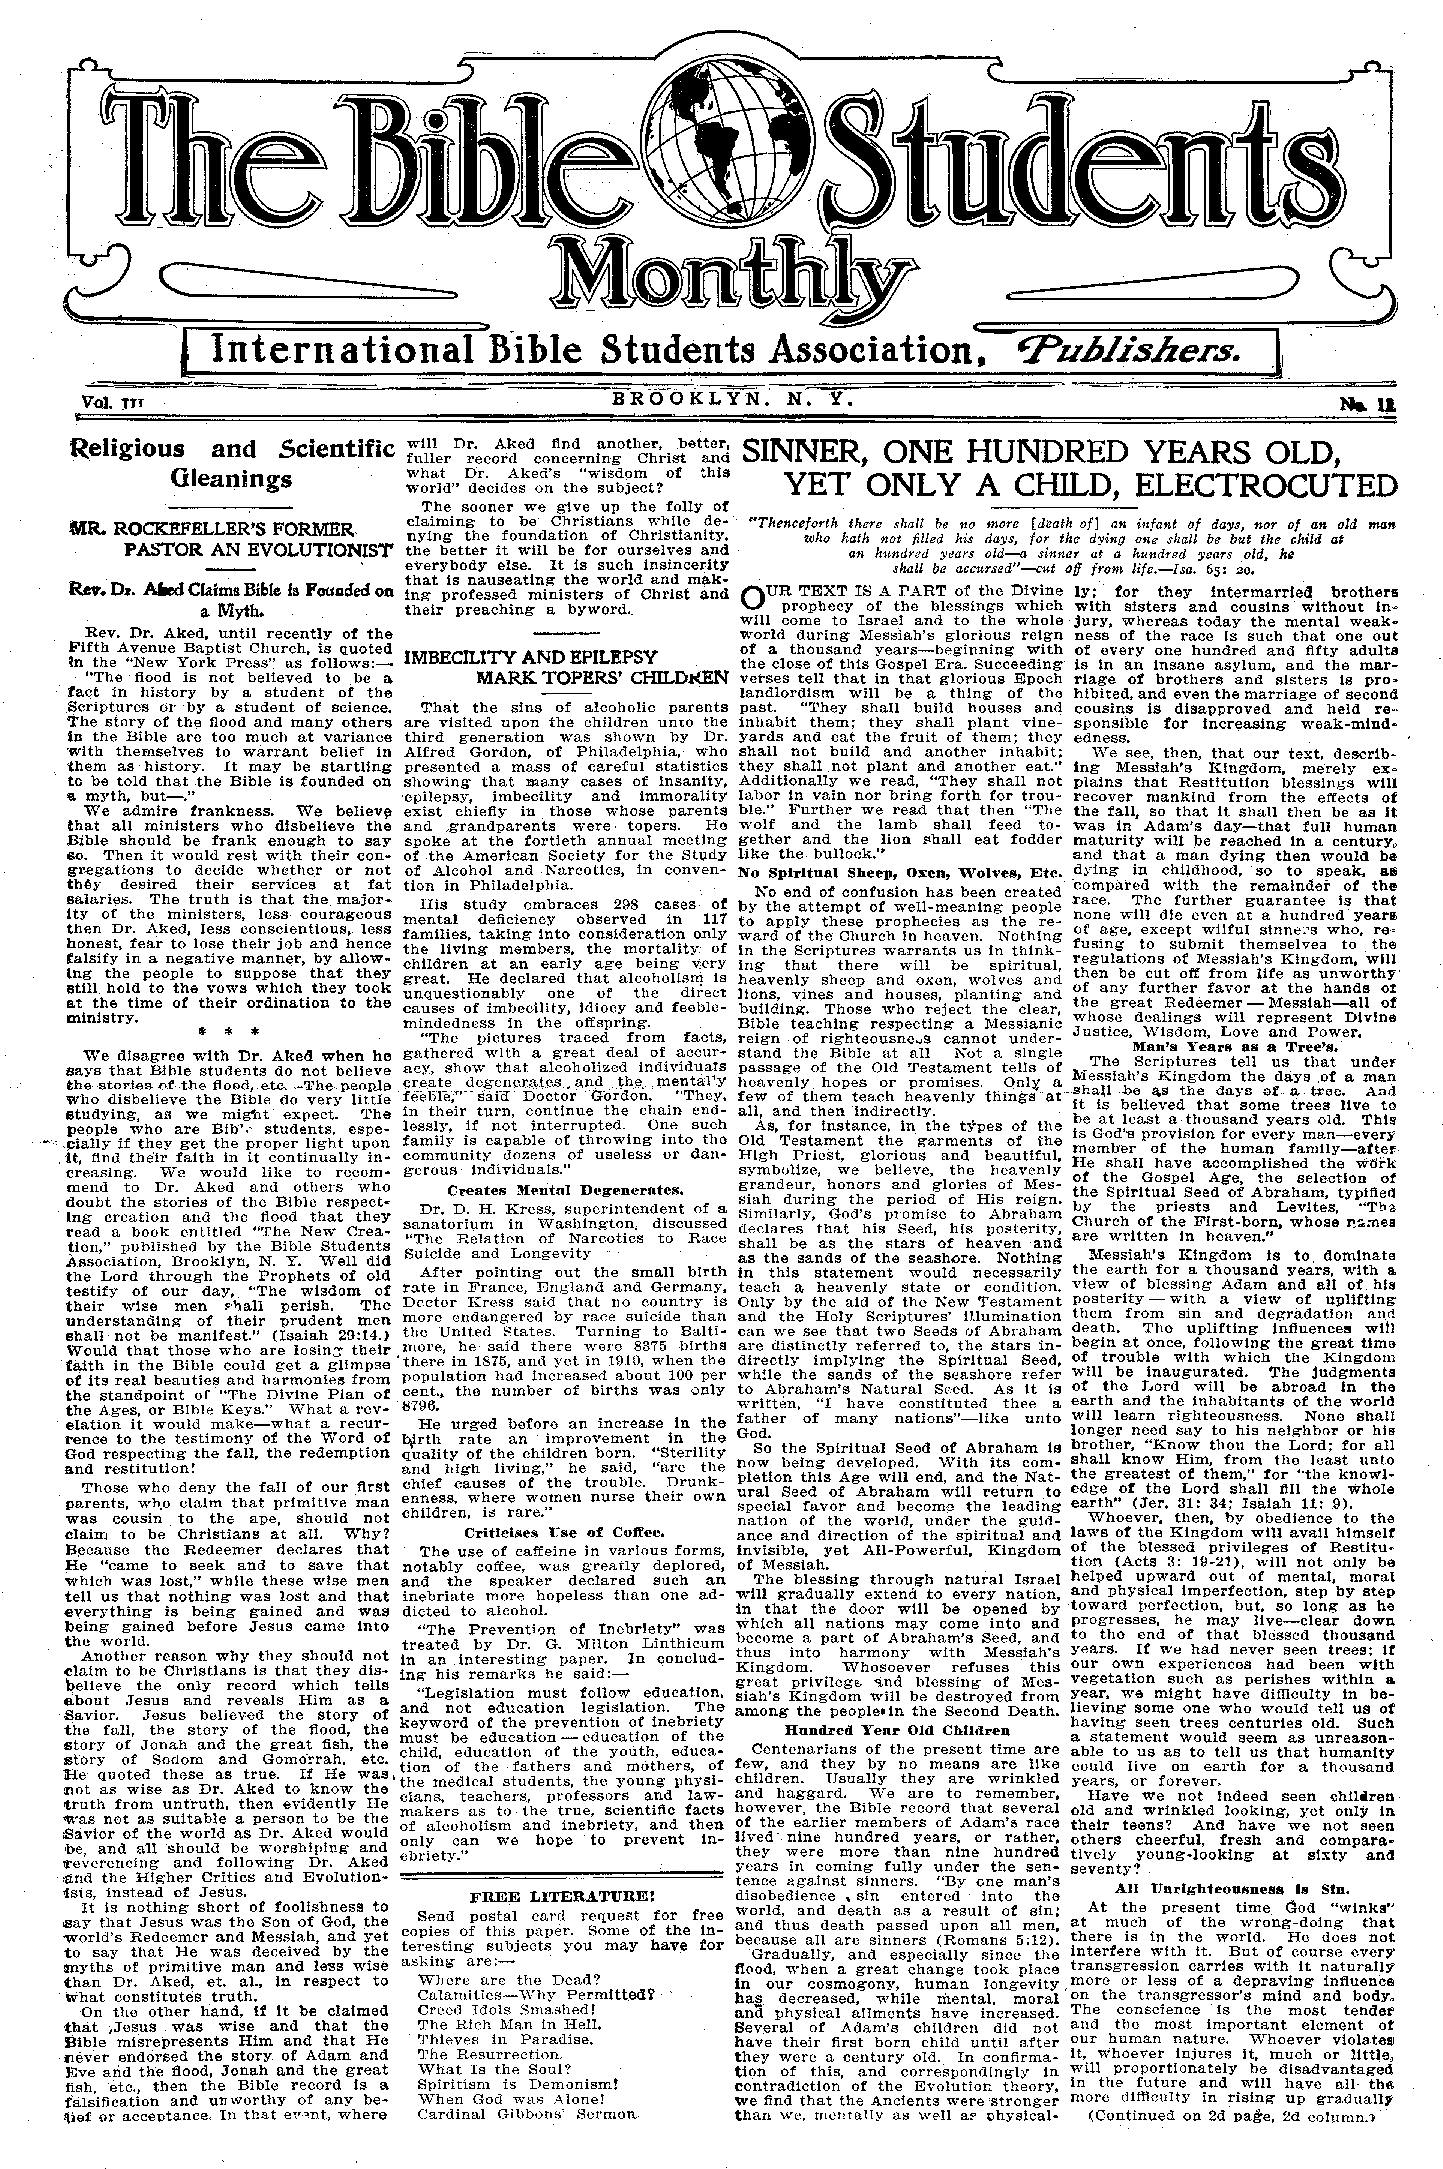 The Bible Students
Monthly
International Bible Students Association, Publishers.
Vol. III
BROOKLYN, N. Y.
No. 12
Religious and Scientific
Gleanings
MR. ROCKEFELLER'S FORMER
PASTOR AN EVOLUTIONIST
Rev. Dr. Aked Claims Bible is Founded on
a Myth.
Rev. Dr. Aked, until recently of the
Fifth Avenue Baptist Church, is quoted
in the "New York Press" as follows:—
"The flood is not believed to be a
fact in history by a student of the
Scriptures or by a student of science.
The story of the flood and many others
in the Bible are too much at variance
with themselves to warrant belief in
them as history. It may be startling
to be told that the Bible is founded on
a myth, but—."
We admire frankness. We believe
that all ministers who disbelieve the
Bible should be frank enough to say
so. Then it would rest with their con-
gregations to decide whether or not
they desired their services at fat
salaries. The truth is that the major-
ity of the ministers, less courageous
then Dr. Aked, less conscientious, less
honest, fear to lose their job and hence
falsify in a negative manner, by allow-
ing the people to suppose that they
still hold to the vows which they took
at the time of their ordination to the
ministry.
* * *
We disagree with Dr. Aked when he
says that Bible students do not believe
the stories of the flood, etc. The people
who disbelieve the Bible do very little
studying, as we might expect. The
people who are Bib' students, espe-
cially if they get the proper light upon
it, find their faith in it continually in-
creasing. We would like to recom-
mend to Dr. Aked and others who
doubt the stories of the Bible respect-
ing creation and the flood that they
read a book entitled "The New Crea-
tion," published by the Bible Students
Association, Brooklyn, N. Y. Well did
the Lord through the Prophets of old
testify of our day, "The wisdom of
their wise men shall perish. The
understanding of their prudent men
shall not be manifest." (Isaiah 29:14.)
Would that those who are losing their
faith in the Bible could get a glimpse
of its real beauties and harmonies from
the standpoint of "The Divine Plan of
the Ages, or Bible Keys." What a rev-
elation it would make—what a recur-
rence to the testimony of the Word of
God respecting the fall, the redemption
and restitution!
Those who deny the fall of our first
parents, who claim that primitive man
was cousin to the ape, should not
claim to be Christians at all. Why?
Because the Redeemer declares that
He "came to seek and to save that
which was lost," while these wise men
tell us that nothing was lost and that
everything is being gained and was
being gained before Jesus came into
the world.
Another reason why they should not
claim to be Christians is that they dis-
believe the only record which tells
about Jesus and reveals Him as a
Savior. Jesus believed the story of
the fall, the story of the flood, the
story of Jonah and the great fish, the
story of Sodom and Gomorrah, etc.
He quoted these as true. If He was
not as wise as Dr. Aked to know the
truth from untruth, then evidently He
was not as suitable a person to be the
Savior of the world as Dr. Aked would
be, and all should be worshiping and
reverencing and following Dr. Aked
and the Higher Critics and Evolution-
ists, instead of Jesus.
It is nothing short of foolishness to
say that Jesus was the Son of God, the
world's Redeemer and Messiah, and yet
to say that He was deceived by the
myths of primitive man and less wise
than Dr. Aked, et. al., in respect to
what constitutes truth.
On the other hand, if it be claimed
that Jesus was wise and that the
Bible misrepresents Him and that He
never endorsed the story of Adam and
Eve and the flood, Jonah and the great
fish, etc., then the Bible record is a
falsification and unworthy of any be-
lief or acceptance. In that event, where
will Dr. Aked find another, better,
fuller record concerning Christ and
what Dr. Aked's "wisdom of this
world" decides on the subject?
The sooner we give up the folly of
claiming to be Christians while de-
nying the foundation of Christianity,
the better it will be for ourselves and
everybody else. It is such insincerity
that is nauseating the world and mak-
ing professed ministers of Christ and
their preaching a byword.
IMBECILITY AND EPILEPSY
MARK TOPERS' CHILDREN
That the sins of alcoholic parents
are visited upon the children unto the
third generation was shown by Dr.
Alfred Gordon, of Philadelphia, who
presented a mass of careful statistics
showing that many cases of insanity,
epilepsy, imbecility and immorality
exist chiefly in those whose parents
and grandparents were topers. He
spoke at the fortieth annual meeting
of the American Society for the Study
of Alcohol and Narcotics, in conven-
tion in Philadelphia.
His study embraces 298 cases of
mental deficiency observed in 117
families, taking into consideration only
the living members, the mortality of
children at an early age being very
great. He declared that alcoholism is
unquestionably one of the direct
causes of imbecility, idiocy and feeble-
mindedness in the offspring.
"The pictures traced from facts,
gathered with a great deal of accur-
acy, show that alcoholized individuals
create degenerates and the mentally
feeble," said Doctor Gordon. "They,
in their turn, continue the chain end-
lessly, if not interrupted. One such
family is capable of throwing into the
community dozens of useless or dan-
gerous individuals."
Creates Mental Degenerates.
Dr. D. H. Kress, superintendent of a
sanatorium in Washington, discussed
"The Relation of Narcotics to Race
Suicide and Longevity
After pointing out the small birth
rate in France, England and Germany,
Doctor Kress said that no country is
more endangered by race suicide than
the United States. Turning to Balti-
more, he said there were 8875 births
there in 1875, and yet in 1910, when the
population had increased about 100 per
cent., the number of births was only
8796.
He urged before an increase in the
birth rate an improvement in the
quality of the children born. "Sterility
and high living," he said, "are the
chief causes of the trouble. Drunk-
enness, where women nurse their own
children, is rare."
Criticises Use of Coffee.
The use of caffeine in various forms,
notably coffee, was greatly deplored,
and the speaker declared such an
inebriate more hopeless than one ad-
dicted to alcohol.
"The Prevention of Inebriety" was
treated by Dr. G. Milton Linthicum
in an interesting paper. In conclud-
ing his remarks he said:—
"Legislation must follow education,
and not education legislation. The
keyword of the prevention of inebriety
must be education—education of the
child, education of the youth, educa-
tion of the fathers and mothers, of
the medical students, the young physi-
cians, teachers, professors and law-
makers as to the true, scientific facts
of alcoholism and inebriety, and then
only can we hope to prevent in-
ebriety."
FREE LITERATURE!
Send postal card request for free
copies of this paper. Some of the in-
teresting subjects you may have for
asking are:—
Where are the Dead?
Calamities—Why Permitted?
Creed Idols Smashed!
The Rich Man in Hell.
Thieves in Paradise.
The Resurrection.
What Is the Soul?
Spiritism is Demonism!
When God was Alone!
Cardinal Gibbons' Sermon.
SINNER, ONE HUNDRED YEARS OLD,
YET ONLY A CHILD, ELECTROCUTED
"Thenceforth there shall be no more [death of] an infant of days, nor of an old man
who hath not filled his days, for the dying one shall be but the child at
an hundred years old—a sinner at a hundred years old, he
shall be accursed"—cut off from life.—Isa. 65: 20.
OUR TEXT IS A PART of the Divine
prophecy of the blessings which
will come to Israel and to the whole
world during Messiah's glorious reign
of a thousand years—beginning with
the close of this Gospel Era. Succeeding
verses tell that in that glorious Epoch
landlordism will be a thing of the
past. "They shall build houses and
inhabit them; they shall plant vine-
yards and eat the fruit of them; they
shall not build and another inhabit;
they shall not plant and another eat."
Additionally we read, "They shall not
labor in vain nor bring forth for trou-
ble." Further we read that then "The
wolf and the lamb shall feed to-
gether and the lion shall eat fodder
like the bullock."
No Spiritual Sheep, Oxen, Wolves, Etc.
No end of confusion has been created
by the attempt of well-meaning people
to apply these prophecies as the re-
ward of the Church in heaven. Nothing
in the Scriptures warrants us in think-
ing that there will be spiritual,
heavenly sheep and oxen, wolves and
lions, vines and houses, planting and
building. Those who reject the clear,
Bible teaching respecting a Messianic
reign of righteousness cannot under-
stand the Bible at all Not a single
passage of the Old Testament tells of
heavenly hopes or promises. Only a
few of them teach heavenly things at
all, and then indirectly.
As, for instance, in the types of the
Old Testament the garments of the
High Priest, glorious and beautiful,
symbolize, we believe, the heavenly
grandeur, honors and glories of Mes-
siah during the period of His reign.
Similarly, God's promise to Abraham
declares that his Seed, his posterity,
shall be as the stars of heaven and
as the sands of the seashore. Nothing
in this statement would necessarily
teach a heavenly state or condition.
Only by the aid of the New Testament
and the Holy Scriptures' illumination
can we see that two Seeds of Abraham
are distinctly referred to, the stars in-
directly implying the Spiritual Seed,
while the sands of the seashore refer
to Abraham's Natural Seed. As it is
written, "I have constituted thee a
father of many nations"—like unto
God.
So the Spiritual Seed of Abraham is
now being developed. With its com-
pletion this Age will end, and the Nat-
ural Seed of Abraham will return to
special favor and become the leading
nation of the world, under the guid-
ance and direction of the spiritual and
invisible, yet All-Powerful, Kingdom
of Messiah.
The blessing through natural Israel
will gradually extend to every nation,
in that the door will be opened by
which all nations may come into and
become a part of Abraham's Seed, and
thus into harmony with Messiah's
Kingdom. Whosoever refuses this
great privilege and blessing of Mes-
siah's Kingdom will be destroyed from
among the people in the Second Death.
Hundred Year Old Children
Centenarians of the present time are
few, and they by no means are like
children. Usually they are wrinkled
and haggard. We are to remember,
however, the Bible record that several
of the earlier members of Adam's race
lived nine hundred years, or rather,
they were more than nine hundred
years in coming fully under the sen-
tence against sinners. "By one man's
disobedience sin entered into the
world, and death as a result of sin;
and thus death passed upon all men,
because all are sinners (Romans 5:12).
Gradually, and especially since the
flood, when a great change took place
in our cosmogony, human longevity
has decreased, while mental, moral
and physical ailments have increased.
Several of Adam's children did not
have their first born child until after
they were a century old. In confirma-
tion of this, and correspondingly in
contradiction of the Evolution theory,
we find that the Ancients were stronger
than we, mentally as well as physical-
ly; for they intermarried brothers
with sisters and cousins without in-
jury, whereas today the mental weak-
ness of the race is such that one out
of every one hundred and fifty adults
is in an insane asylum, and the mar-
riage of brothers and sisters is pro-
hibited, and even the marriage of second
cousins is disapproved and held re-
sponsible for increasing weak-mind-
edness.
We see, then, that our text, describ-
ing Messiah's Kingdom, merely ex-
plains that Restitution blessings will
recover mankind from the effects of
the fall, so that it shall then be as it
was in Adam's day—that full human
maturity will be reached in a century,
and that a man dying then would be
dying in childhood, so to speak, as
compared with the remainder of the
race. The further guarantee is that
none will die even at a hundred years
of age, except wilful sinners who, re-
fusing to submit themselves to the
regulations of Messiah's Kingdom, will
then be cut off from life as unworthy
of any further favor at the hands of
the great Redeemer—Messiah—all of
whose dealings will represent Divine
Justice, Wisdom, Love and Power.
Man's Years as a Tree's.
The Scriptures tell us that under
Messiah's Kingdom the days of a man
shall be as the days of a tree. And
it is believed that some trees live to
be at least a thousand years old. This
is God's provision for every man—every
member of the human family—after
He shall have accomplished the work
of the Gospel Age, the selection of
the Spiritual Seed of Abraham, typified
by the priests and Levites, "The
Church of the First-born, whose names
are written in heaven."
Messiah's Kingdom is to dominate
the earth for a thousand years, with a
view of blessing Adam and all of his
posterity—with a view of uplifting
them from sin and degradation and
death. The uplifting influences will
begin at once, following the great time
of trouble with which the Kingdom
will be inaugurated. The judgments
of the Lord will be abroad in the
earth and the inhabitants of the world
will learn righteousness. None shall
longer need say to his neighbor or his
brother, "Know thou the Lord; for all
shall know Him, from the least unto
the greatest of them," for "the knowl-
edge of the Lord shall fill the whole
earth" (Jer. 31: 34; Isaiah 11: 9).
Whoever, then, by obedience to the
laws of the Kingdom will avail himself
of the blessed privileges of Restitu-
tion (Acts 3: 19-21), will not only be
helped upward out of mental, moral
and physical imperfection, step by step
toward perfection, but, so long as he
progresses, he may live—clear down
to the end of that blessed thousand
years. If we had never seen trees; if
our own experiences had been with
vegetation such as perishes within a
year, we might have difficulty in be-
lieving some one who would tell us of
having seen trees centuries old. Such
a statement would seem as unreason-
able to us as to tell us that humanity
could live on earth for a thousand
years, or forever.
Have we not indeed seen children
old and wrinkled looking, yet only in
their teens? And have we not seen
others cheerful, fresh and compara-
tively young-looking at sixty and
seventy?
All Unrighteousness is Sin.
At the present time God "winks"
at much of the wrong-doing that
there is in the world. He does not
interfere with it. But of course every
transgression carries with it naturally
more or less of a depraving influence
on the transgressor's mind and body.
The conscience is the most tender
and the most important element of
our human nature. Whoever violates
it, whoever injures it, much or little,
will proportionately be disadvantaged
in the future and will have all the
more difficulty in rising up gradually
(Continued on 2d page, 2d column.)